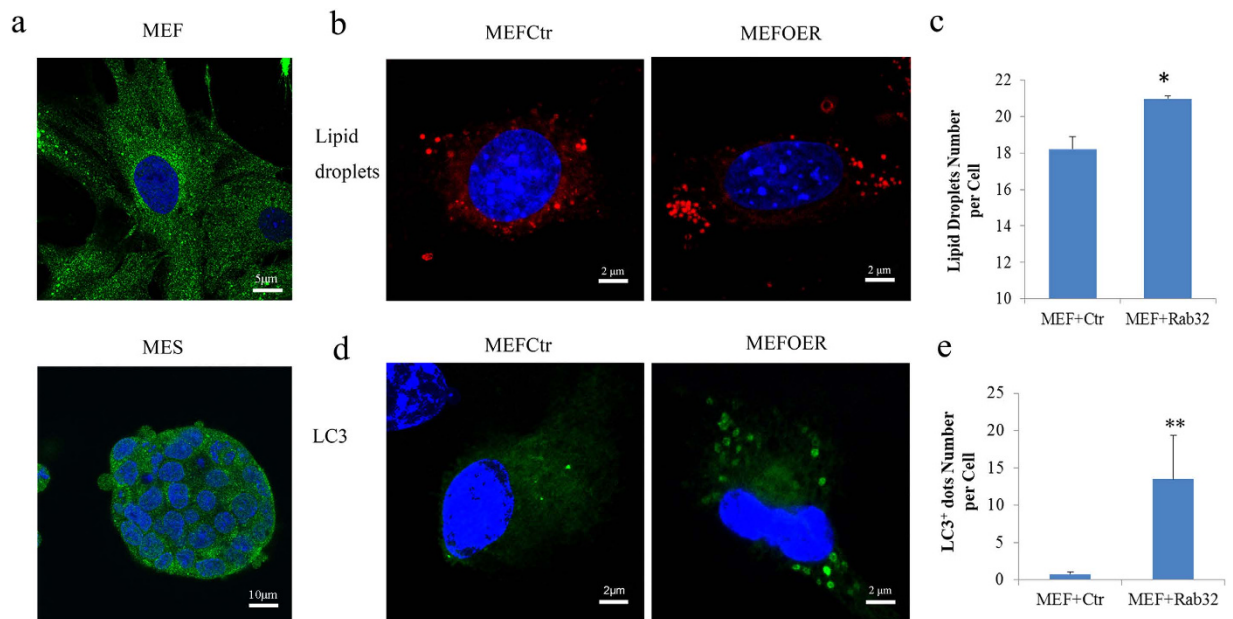 a
MEF
5μm
MES
10μm
b
MEFCtr
MEFOER
Lipid
droplets
2 μm
2 μm
c
Lipid Droplets Number
per Cell
22
20
18
16
14
12
10
*
MEF+Ctr
MEF+Rab32
d
MEFCtr
MEFOER
LC3
2μm
2 μm
e
LC3⁺ dots Number
per Cell
25
20
15
10
5
0
**
MEF+Ctr
MEF+Rab32